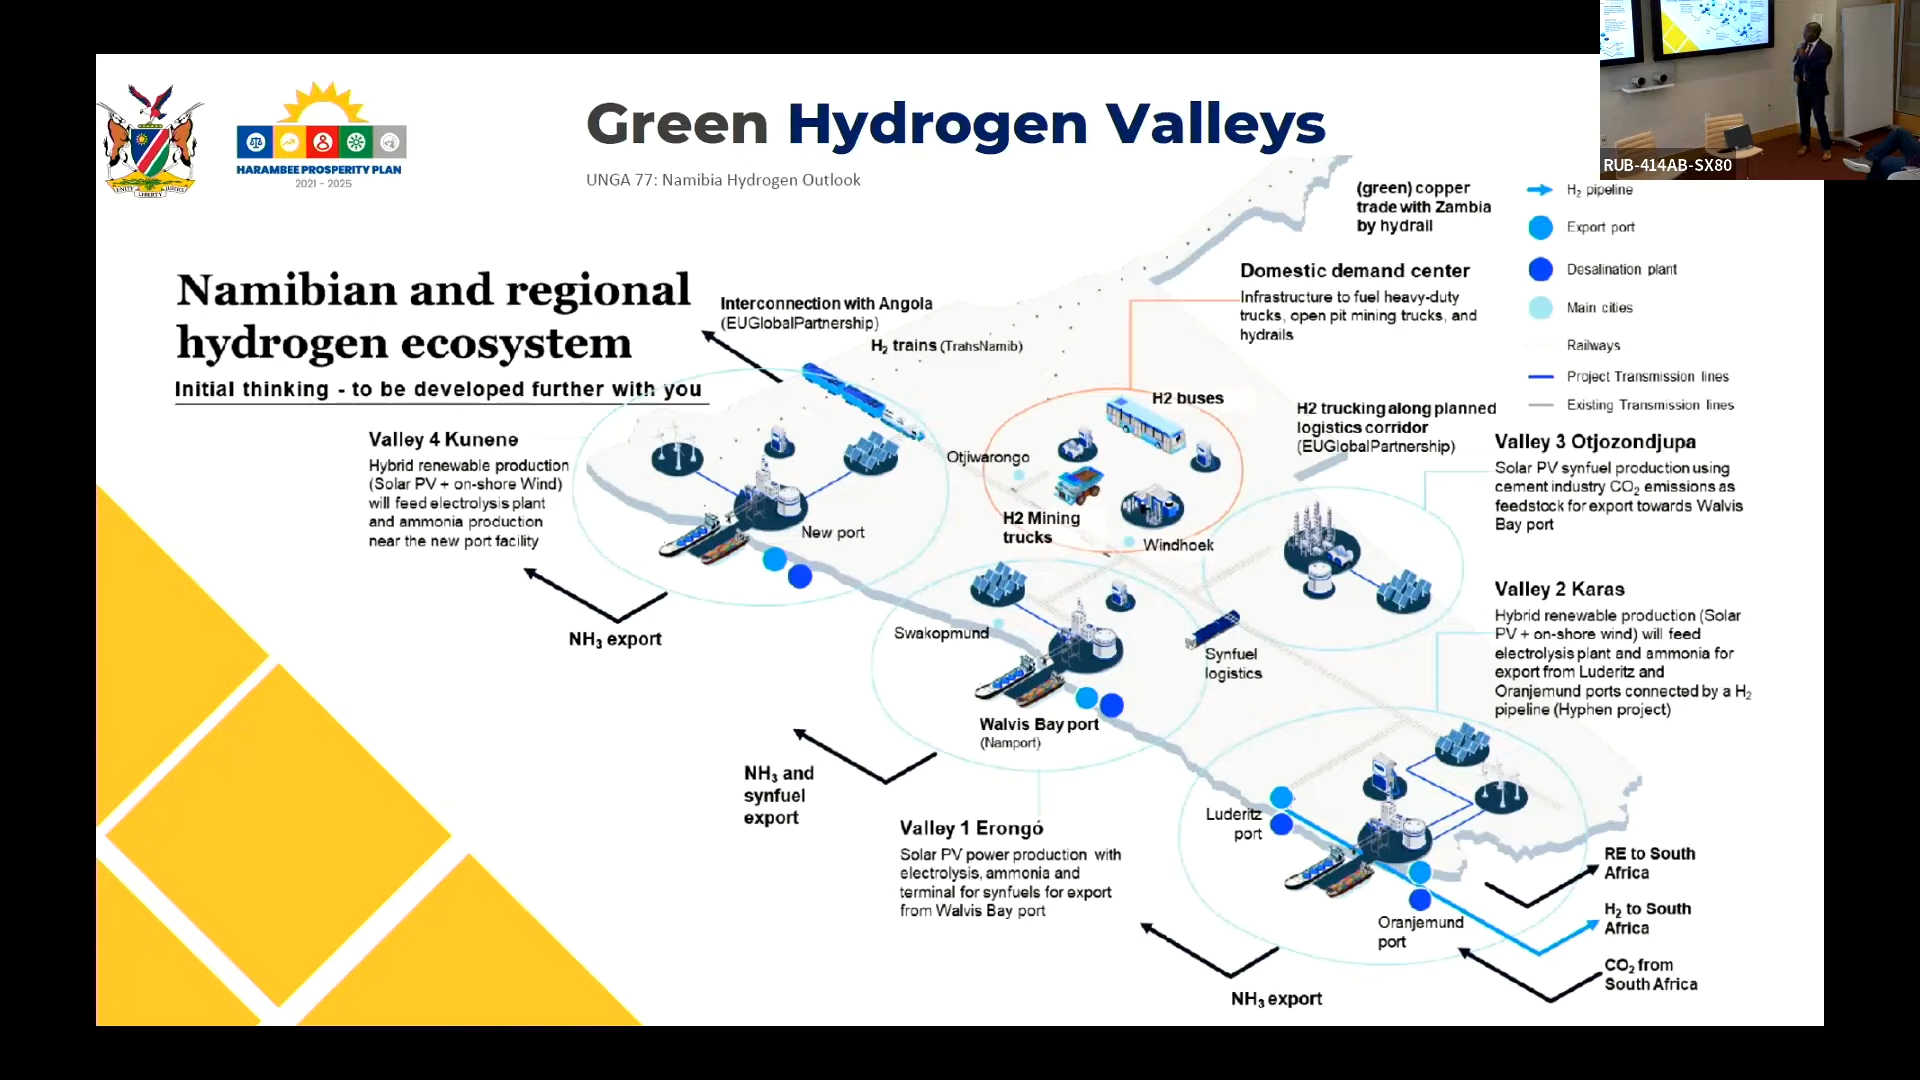 RUB-414AB-SX80
UNITY LIBERTY JUSTICE
HARAMBEE PROSPERITY PLAN
2021 - 2025
Green Hydrogen Valleys
UNGA 77: Namibia Hydrogen Outlook
Namibian and regional
hydrogen ecosystem
Initial thinking - to be developed further with you
(green) copper
trade with Zambia
by hydrail
H₂ pipeline
Export port
Desalination plant
Main cities
Railways
Project Transmission lines
Existing Transmission lines
Domestic demand center
Infrastructure to fuel heavy-duty
trucks, open pit mining trucks, and
hydrails
Interconnection with Angola
(EUGlobalPartnership)
H₂ trains (TrahsNamib)
H2 buses
Otjiwarongo
H2 Mining
trucks
Windhoek
H2 trucking along planned
logistics corridor
(EUGlobalPartnership)
Valley 4 Kunene
Hybrid renewable production
(Solar PV + on-shore Wind)
will feed electrolysis plant
and ammonia production
near the new port facility
New port
NH₃ export
Valley 3 Otjozondjupa
Solar PV synfuel production using
cement industry CO₂ emissions as
feedstock for export towards Walvis
Bay port
Swakopmund
Synfuel
logistics
Walvis Bay port
(Namport)
NH₃ and
synfuel
export
Valley 1 Erongó
Solar PV power production with
electrolysis, ammonia and
terminal for synfuels for export
from Walvis Bay port
Valley 2 Karas
Hybrid renewable production (Solar
PV + on-shore wind) will feed
electrolysis plant and ammonia for
export from Luderitz and
Oranjemund ports connected by a H₂
pipeline (Hyphen project)
Luderitz
port
Oranjemund
port
NH₃ export
RE to South
Africa
H₂ to South
Africa
CO₂ from
South Africa